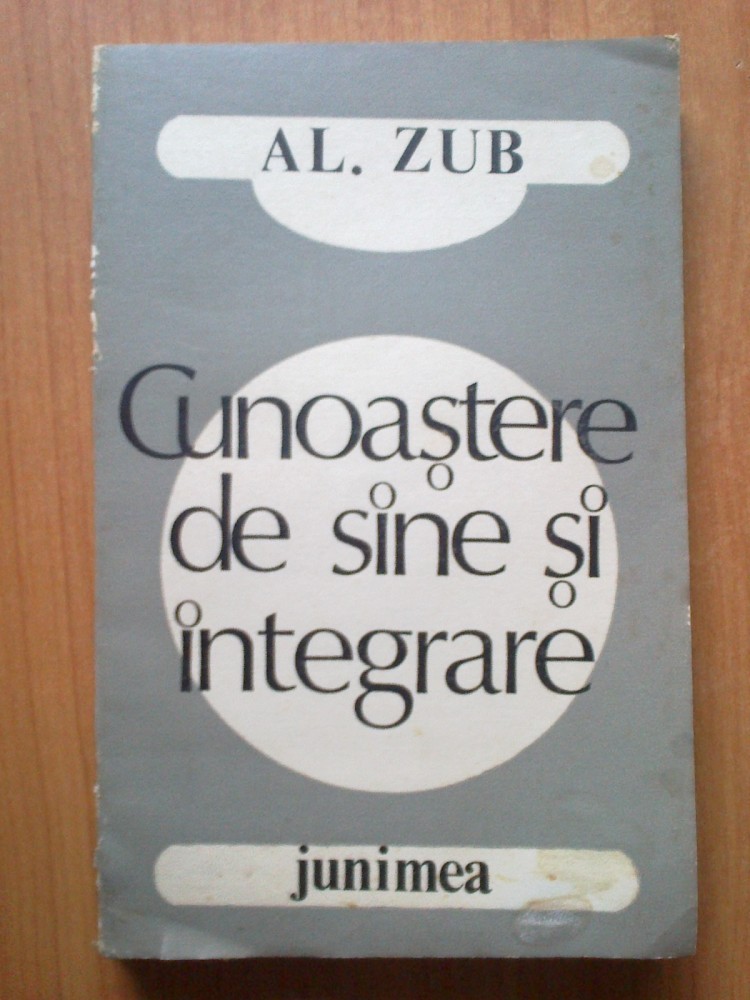 AL. ZUB
Cunoaștere
de sine și
integrare
junimea